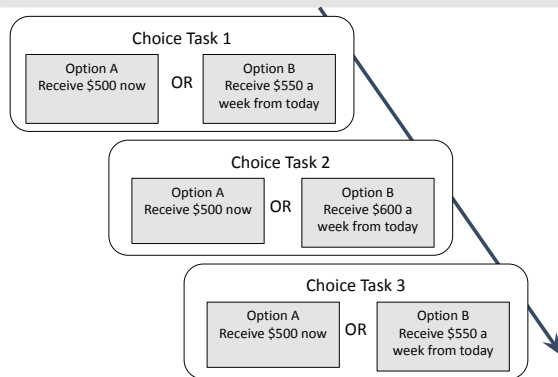 Choice Task 1
Option A
Receive $500 now
OR
Option B
Receive $550 a
week from today
Choice Task 2
Option A
Receive $500 now
OR
Option B
Receive $600 a
week from today
Choice Task 3
Option A
Receive $500 now
OR
Option B
Receive $550 a
week from today